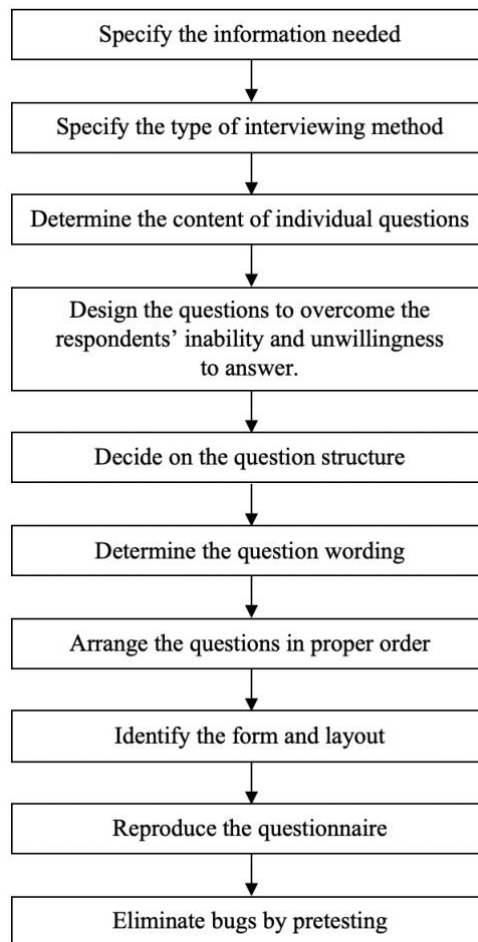 Specify the information needed
Specify the type of interviewing method
Determine the content of individual questions
Design the questions to overcome the
respondents’ inability and unwillingness
to answer.
Decide on the question structure
Determine the question wording
Arrange the questions in proper order
Identify the form and layout
Reproduce the questionnaire
Eliminate bugs by pretesting